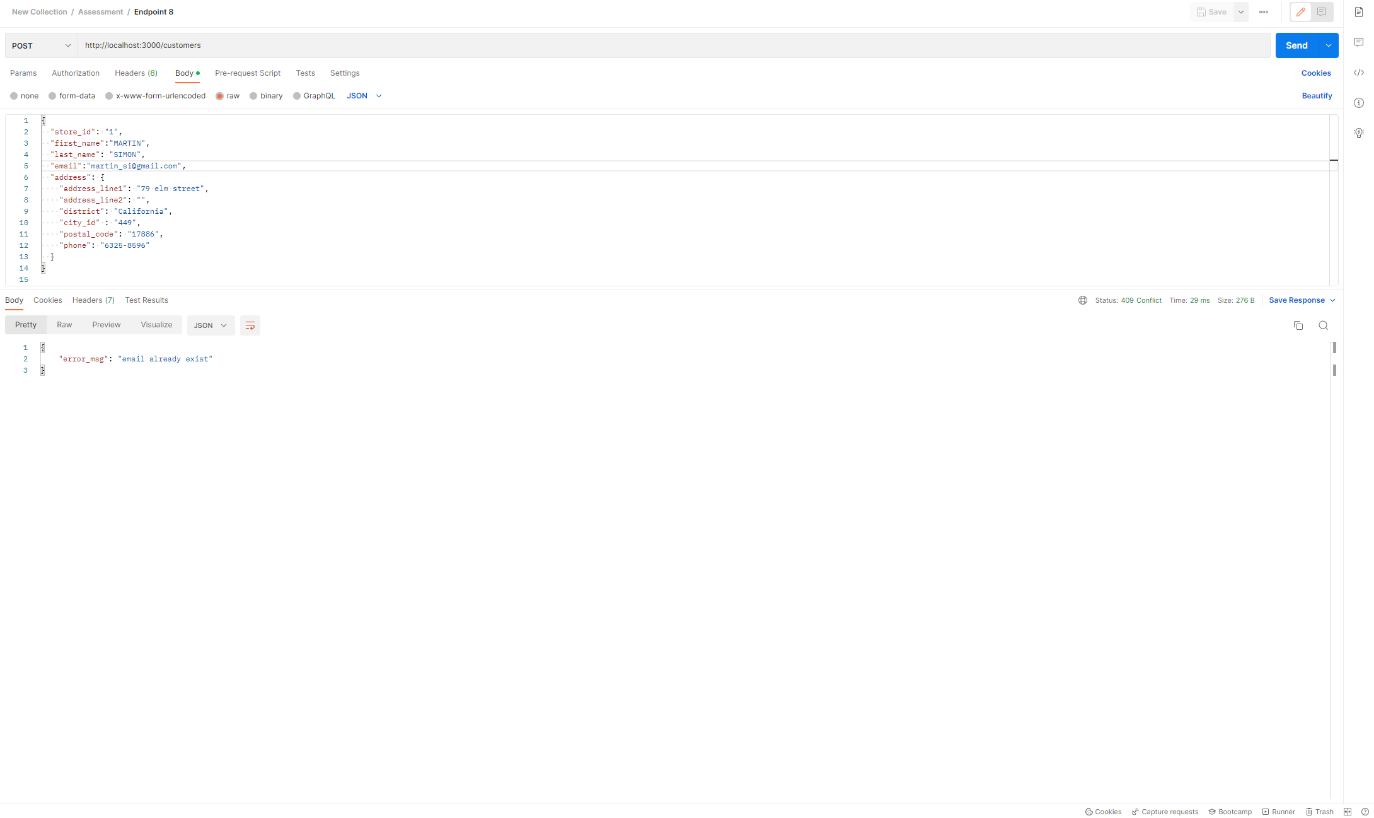 New Collection / Assessment / Endpoint 8 Save
POST http://localhost:3000/customers Send
Params Authorization Headers (8) Body Pre-request Script Tests Settings Cookies
none form-data x-www-form-urlencoded raw binary GraphQL JSON Beautify
1 {
2 "store_id": "1",
3 "first_name":"MARTIN",
4 "last_name": "SIMON",
5 "email":"martin_si@gmail.com",
6 "address": {
7 "address_line1": "79 elm street",
8 "address_line2": "",
9 "district": "California",
10 "city_id" : "449",
11 "postal_code": "17886",
12 "phone": "6325-8596"
13 }
14 }
15
Body Cookies Headers (7) Test Results Status: 409 Conflict Time: 29 ms Size: 276 B Save Response
Pretty Raw Preview Visualize JSON
1 {
2 "error_msg": "email already exist"
3 }
Cookies Capture requests Bootcamp Runner Trash